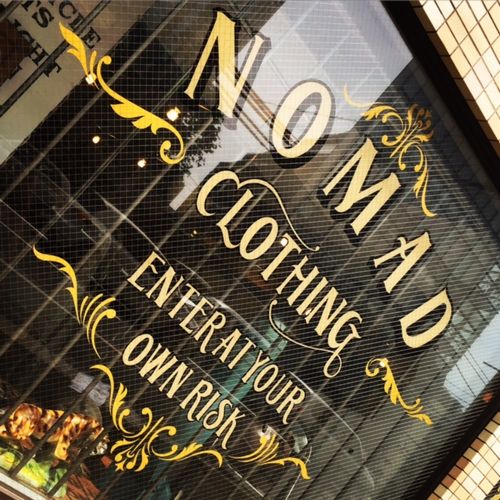 NOMAD
CLOTHING
ENTER AT YOUR
OWN RISK